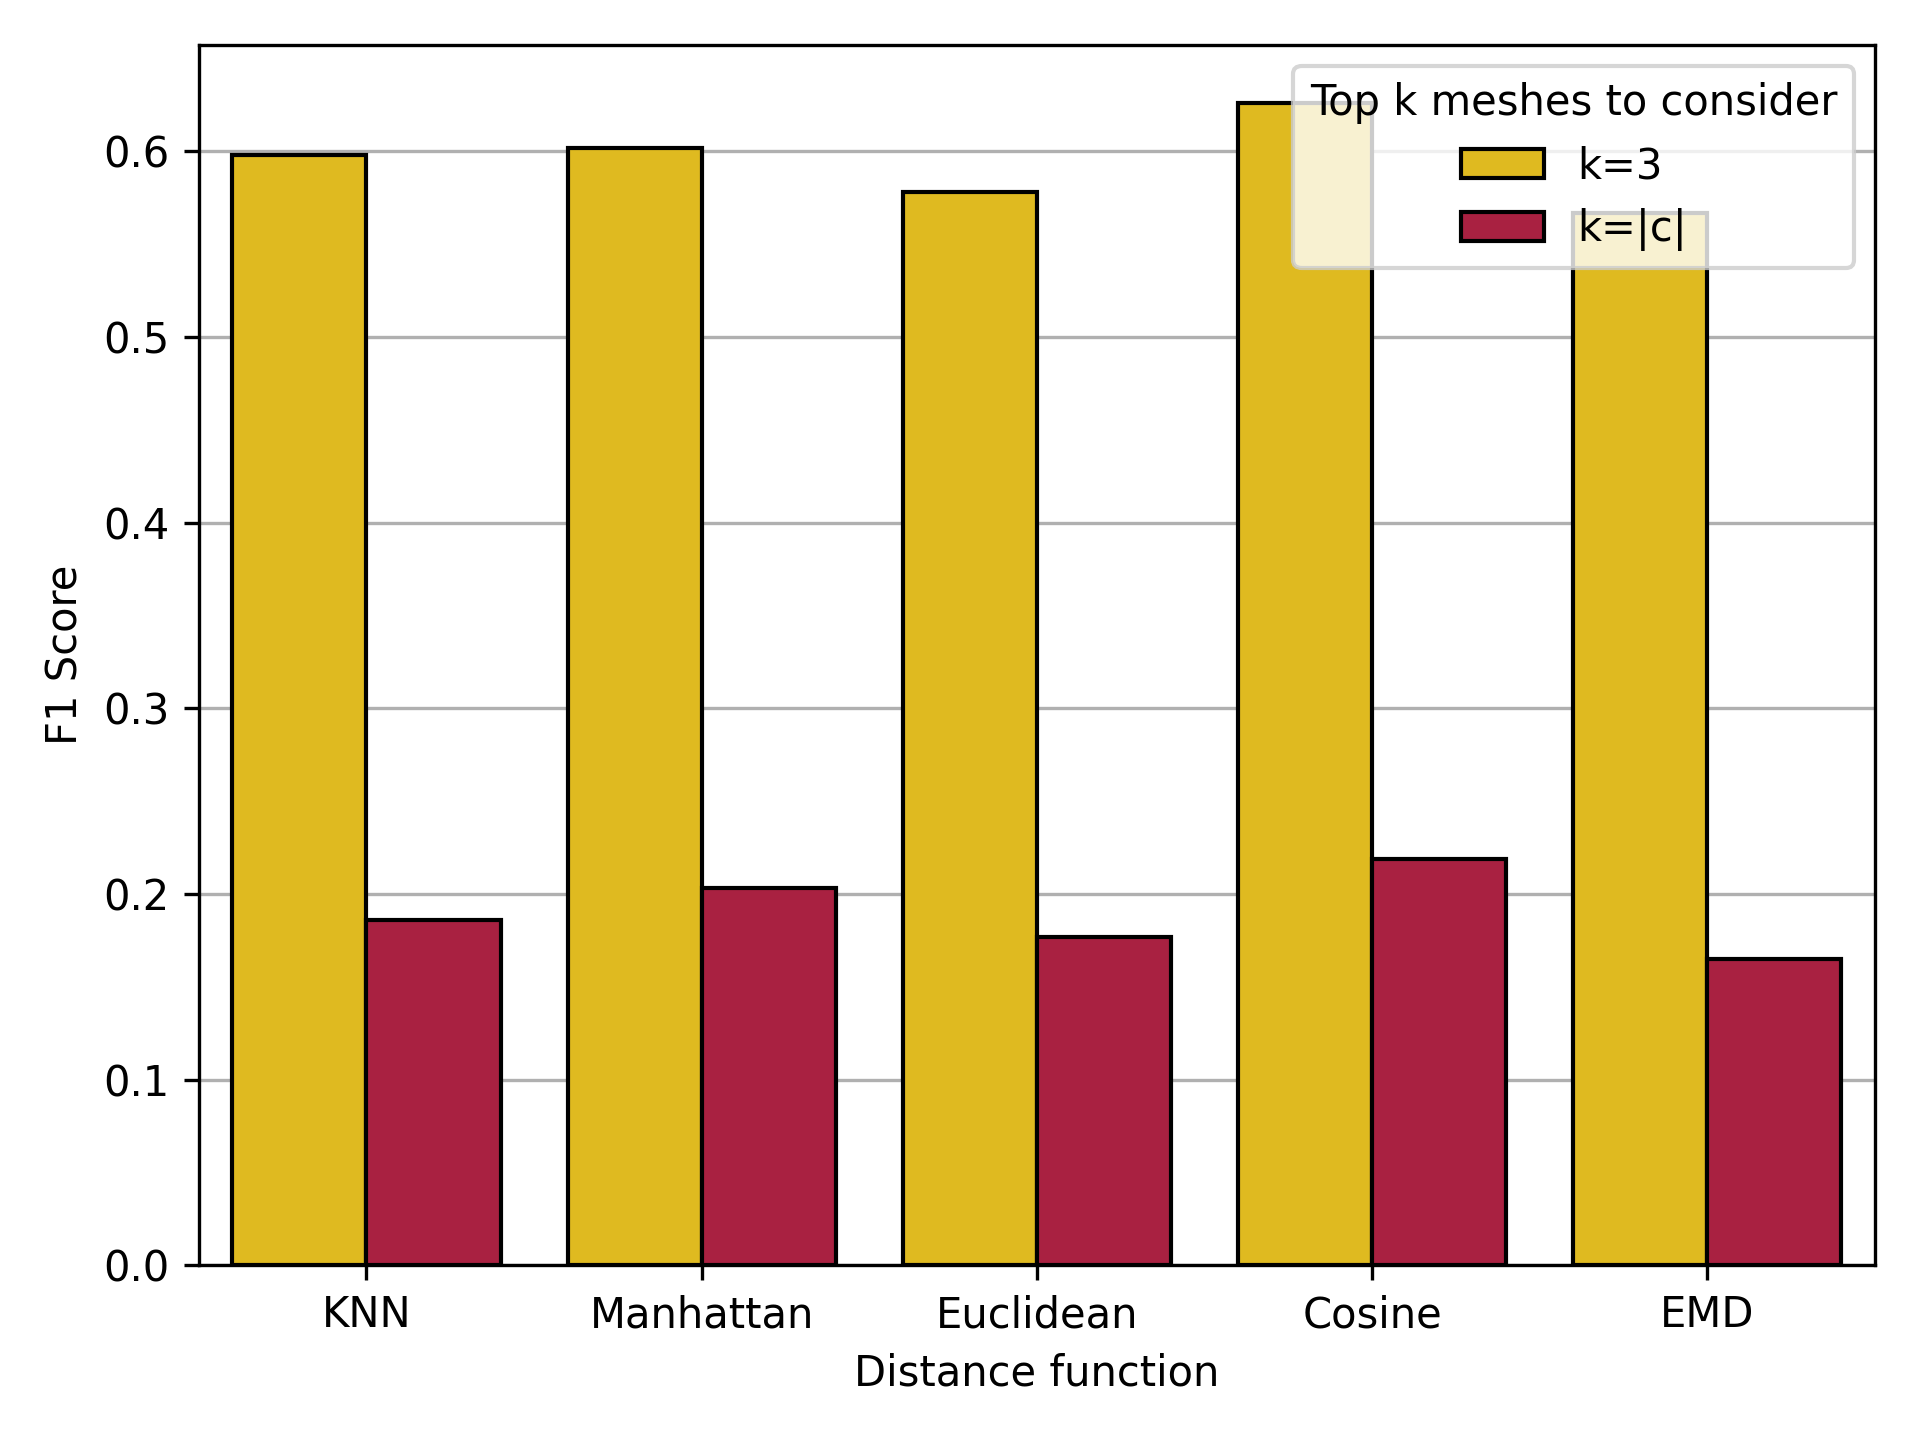 Top k meshes to consider
k=3
k=|c|
0.6
0.5
0.4
0.3
0.2
0.1
0.0
F1 Score
KNN Manhattan Euclidean Cosine EMD
Distance function